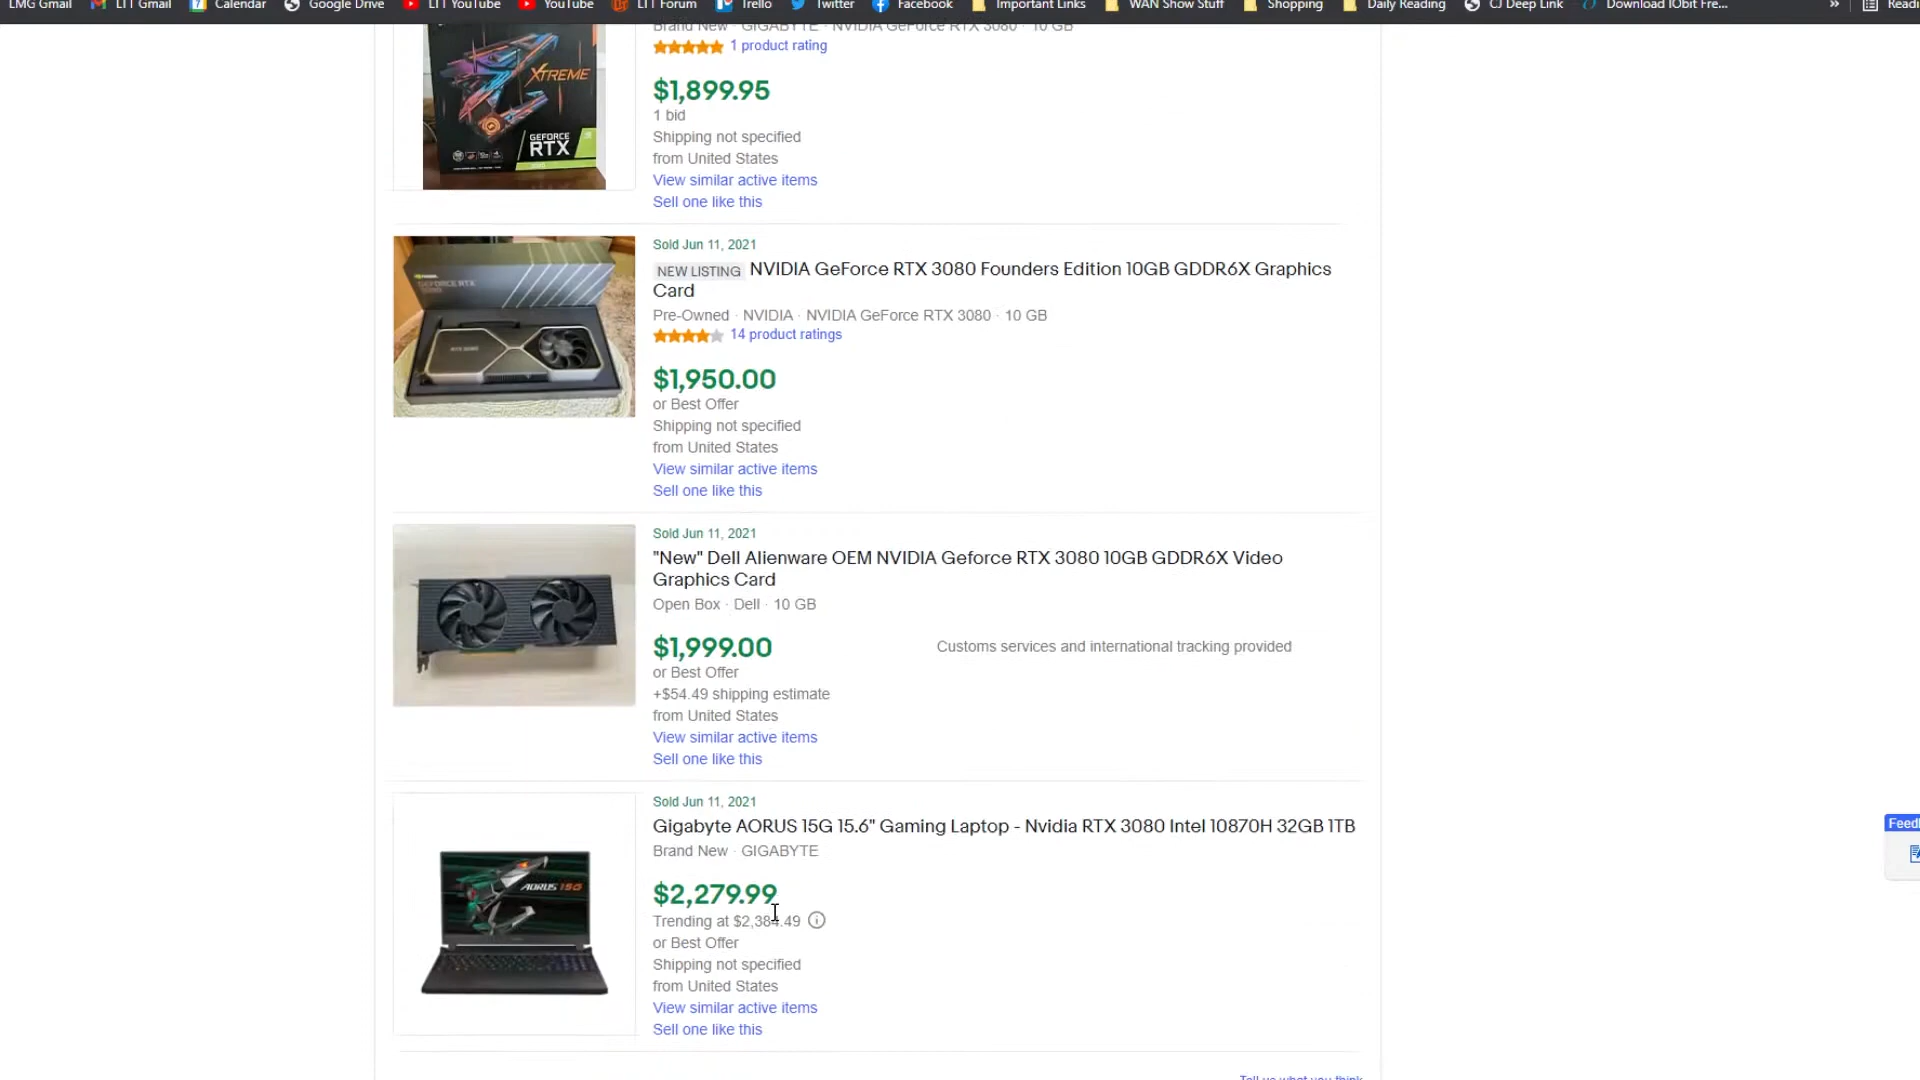 LMG Gmail LTT Gmail Calendar Google Drive LTT YouTube YouTube LTT Forum Trello Twitter Facebook Important Links WAN Show Stuff Shopping Daily Reading CJ Deep Link Download IObit Fre... »
Brand New · GIGABYTE · NVIDIA GeForce RTX 3080 · 10 GB
1 product rating
XTREME
GEFORCE
RTX
$1,899.95
1 bid
Shipping not specified
from United States
View similar active items
Sell one like this
Sold Jun 11, 2021
NEW LISTING NVIDIA GeForce RTX 3080 Founders Edition 10GB GDDR6X Graphics
Card
Pre-Owned · NVIDIA · NVIDIA GeForce RTX 3080 · 10 GB
14 product ratings
$1,950.00
or Best Offer
Shipping not specified
from United States
View similar active items
Sell one like this
Sold Jun 11, 2021
"New" Dell Alienware OEM NVIDIA Geforce RTX 3080 10GB GDDR6X Video
Graphics Card
Open Box · Dell · 10 GB
$1,999.00
Customs services and international tracking provided
or Best Offer
+$54.49 shipping estimate
from United States
View similar active items
Sell one like this
Sold Jun 11, 2021
Gigabyte AORUS 15G 15.6" Gaming Laptop - Nvidia RTX 3080 Intel 10870H 32GB 1TB
Brand New · GIGABYTE
AORUS 15G
$2,279.99
Trending at $2,384.49
or Best Offer
Shipping not specified
from United States
View similar active items
Sell one like this
Tell us what you think